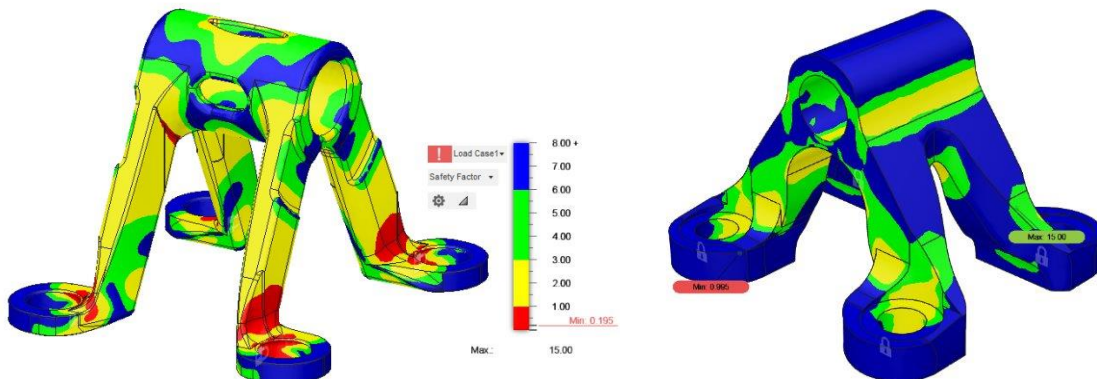 8.00 +
! Load Case1
7.00
Safety Factor
6.00
5.00
4.00
3.00
2.00
1.00
Min: 0.195
Max.: 15.00
Max: 15.00
Min: 0.995